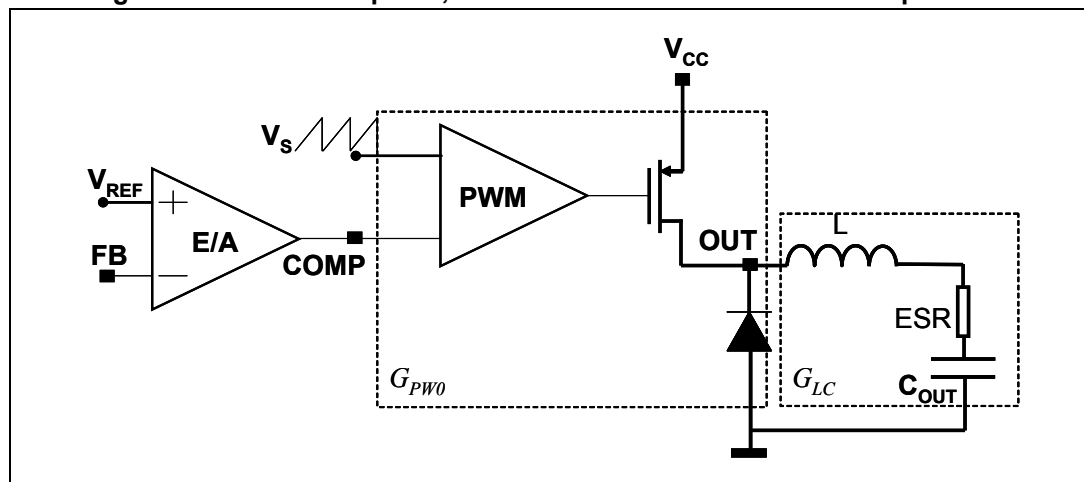 V_CC
V_S
V_REF
+
PWM
E/A
OUT
L
FB
−
COMP
ESR
G_PW0
G_LC
C_OUT